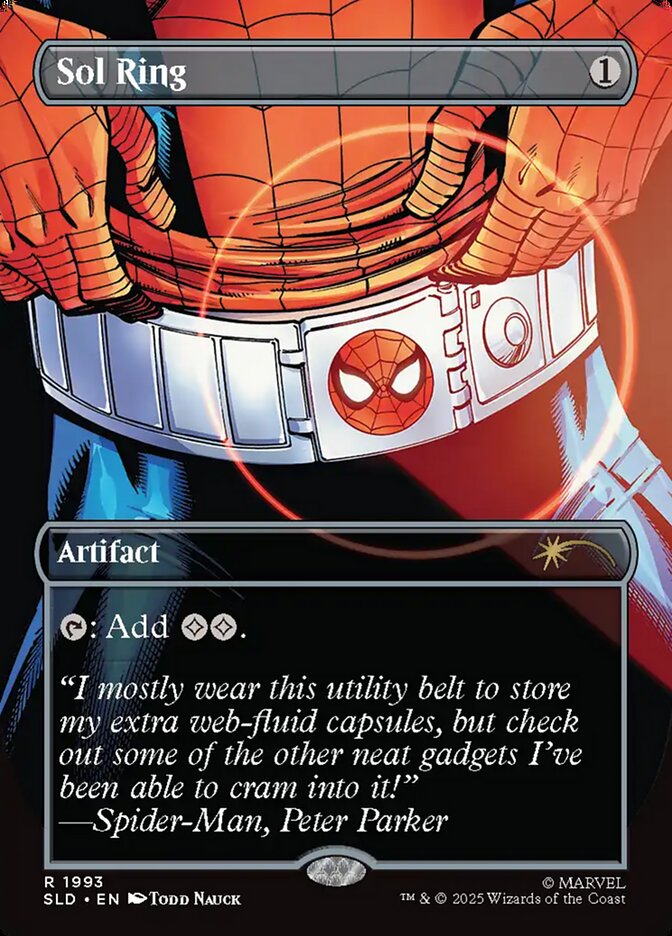 Sol Ring 1
Artifact
: Add .
“I mostly wear this utility belt to store
my extra web-fluid capsules, but check
out some of the other neat gadgets I’ve
been able to cram into it!”
—Spider-Man, Peter Parker
R 1993
SLD • EN Todd Nauck
© MARVEL
™ & © 2025 Wizards of the Coast